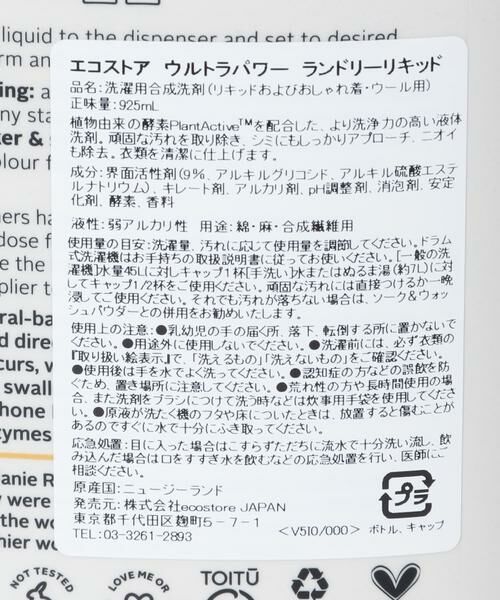 liquid to the dispenser and set to desired
エコストア ウルトラパワー ランドリーリキッド
品名:洗濯用合成洗剤(リキッドおよびおしゃれ着・ウール用)
正味量:925mL
植物由来の酵素PlantActive™を配合した、より洗浄力の高い液体
洗剤。頑固な汚れを取り除き、シミにもしっかりアプローチ、ニオイ
も除去。衣類を清潔に仕上げます。
成分:界面活性剤(9%、アルキルグリコシド、アルキル硫酸エステ
ルナトリウム)、キレート剤、アルカリ剤、pH調整剤、消泡剤、安定
化剤、酵素、香料
液性:弱アルカリ性 用途:綿・麻・合成繊維用
使用量の目安:洗濯量、汚れに応じて使用量を調節してください。ドラム
式洗濯機はお手持ちの取扱説明書に従ってお使いください。[一般の洗
濯機]水量45Lに対しキャップ1杯[手洗い]水またはぬるま湯(約7L)に対
してキャップ1/2杯をご使用ください。頑固な汚れには直接つけるか一晩
浸してご使用ください。それでも汚れが落ちない場合は、ソーク&ウォッ
シュパウダーとの併用をお勧めいたします。
使用上の注意:●乳幼児の手の届く所、落下、転倒する所に置かないで
ください。●用途外に使用しないでください。●洗濯前には、必ず衣類の
『取り扱い絵表示』で、「洗えるもの」「洗えないもの」をご確認ください。
●使用後は手を水でよく洗ってください。●認知症の方などの誤飲を防
ぐため、置き場所に注意してください。●荒れ性の方や長時間使用の場
合、また洗剤をブラシにつけて洗う時などは炊事用手袋を使用してくださ
い。●原液が洗たく機のフタや床についたときは、放置すると傷むことが
あるのですぐに水で十分にふき取ってください。
応急処置:目に入った場合はこすらずただちに流水で十分洗い流し、飲
み込んだ場合は口をすすぎ水を飲むなどの応急処置を行い、医師に
相談ください。
原産国:ニュージーランド
発売元:株式会社ecostore JAPAN
東京都千代田区麹町5-7-1
TEL:03-3261-2893
<V510/000>
プラ
ボトル、キャップ
NOT TESTED
LOVE ME OR
TOITŪ